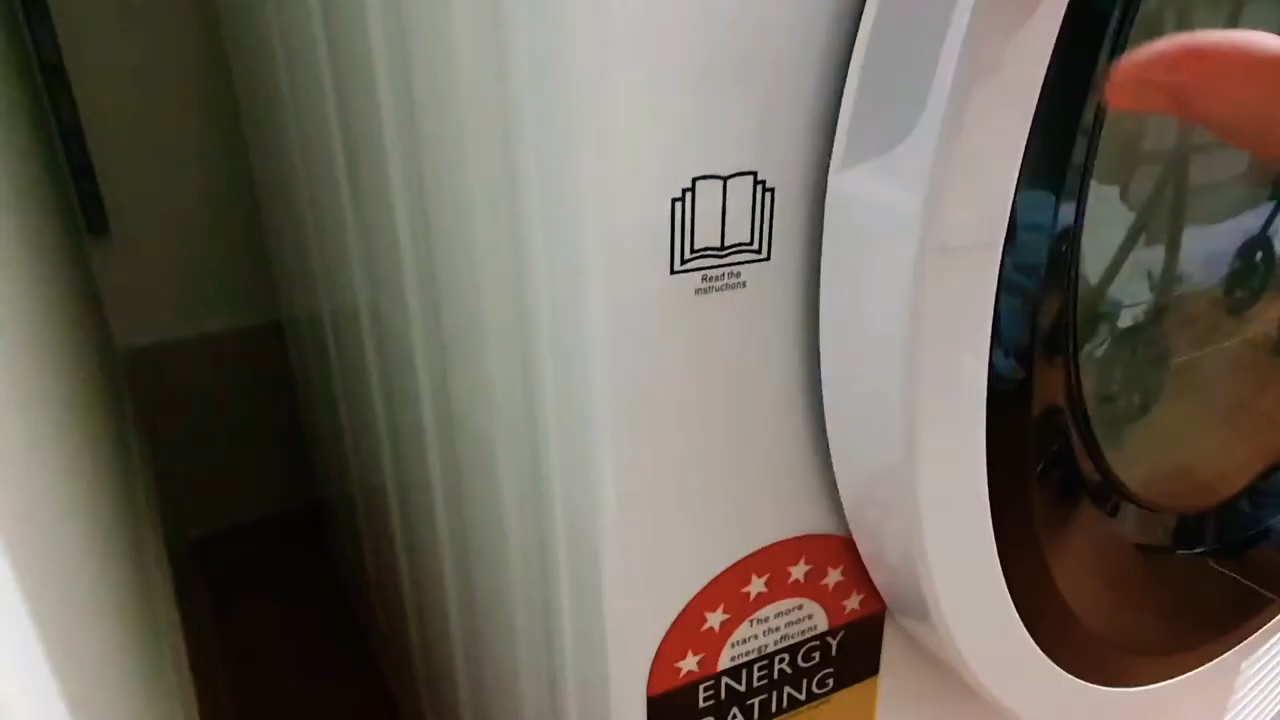 Read the
instructions
The more
stars the more
energy efficient
ENERGY
RATING